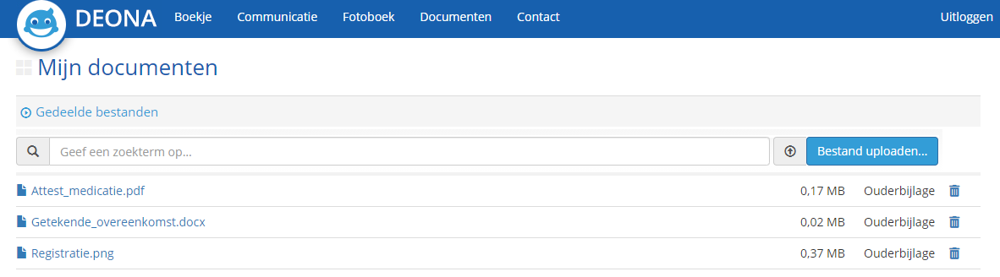 DEONA Boekje Communicatie Fotoboek Documenten Contact Uitloggen
Mijn documenten
Gedeelde bestanden
Geef een zoekterm op... Bestand uploaden...
Attest_medicatie.pdf 0,17 MB Ouderbijlage
Getekende_overeenkomst.docx 0,02 MB Ouderbijlage
Registratie.png 0,37 MB Ouderbijlage